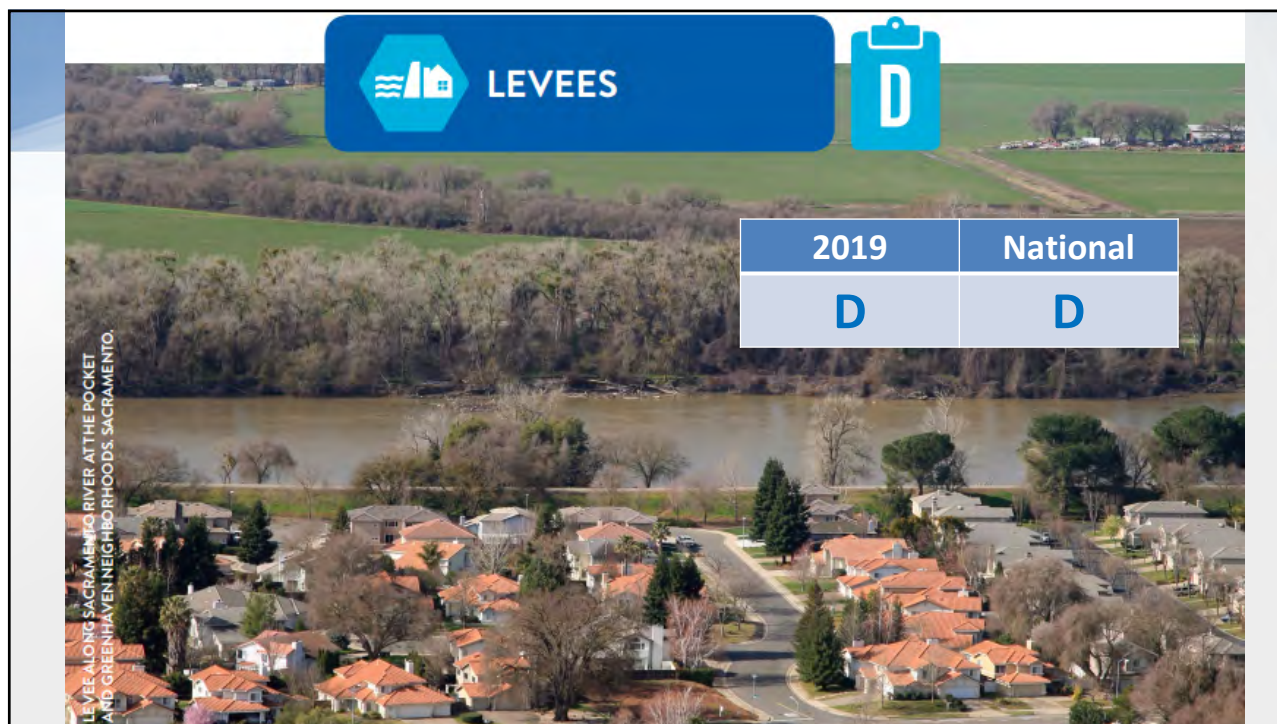 LEVEES
D
2019 National
D D
LEVEE ALONG SACRAMENTO RIVER AT THE POCKET
AND GREENHAVEN NEIGHBORHOODS. SACRAMENTO.